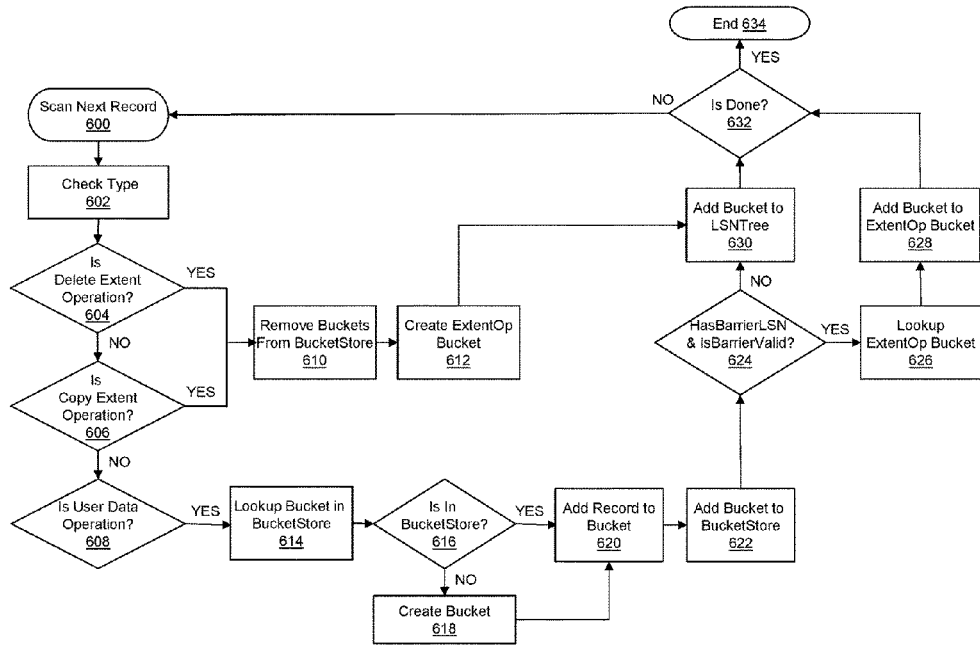 End 634
YES
NO
Is Done?
632
Scan Next Record
600
Check Type
602
Is
Delete Extent
Operation?
604
YES
NO
Is
Copy Extent
Operation?
606
YES
NO
Remove Buckets
From BucketStore
610
Create ExtentOp
Bucket
612
Add Bucket to
LSNTree
630
Add Bucket to
ExtentOp Bucket
628
NO
HasBarrierLSN
& IsBarrierValid?
624
YES
Lookup
ExtentOp Bucket
626
Is User Data
Operation?
608
YES
Lookup Bucket in
BucketStore
614
Is In
BucketStore?
616
YES
NO
Create Bucket
618
Add Record to
Bucket
620
Add Bucket to
BucketStore
622